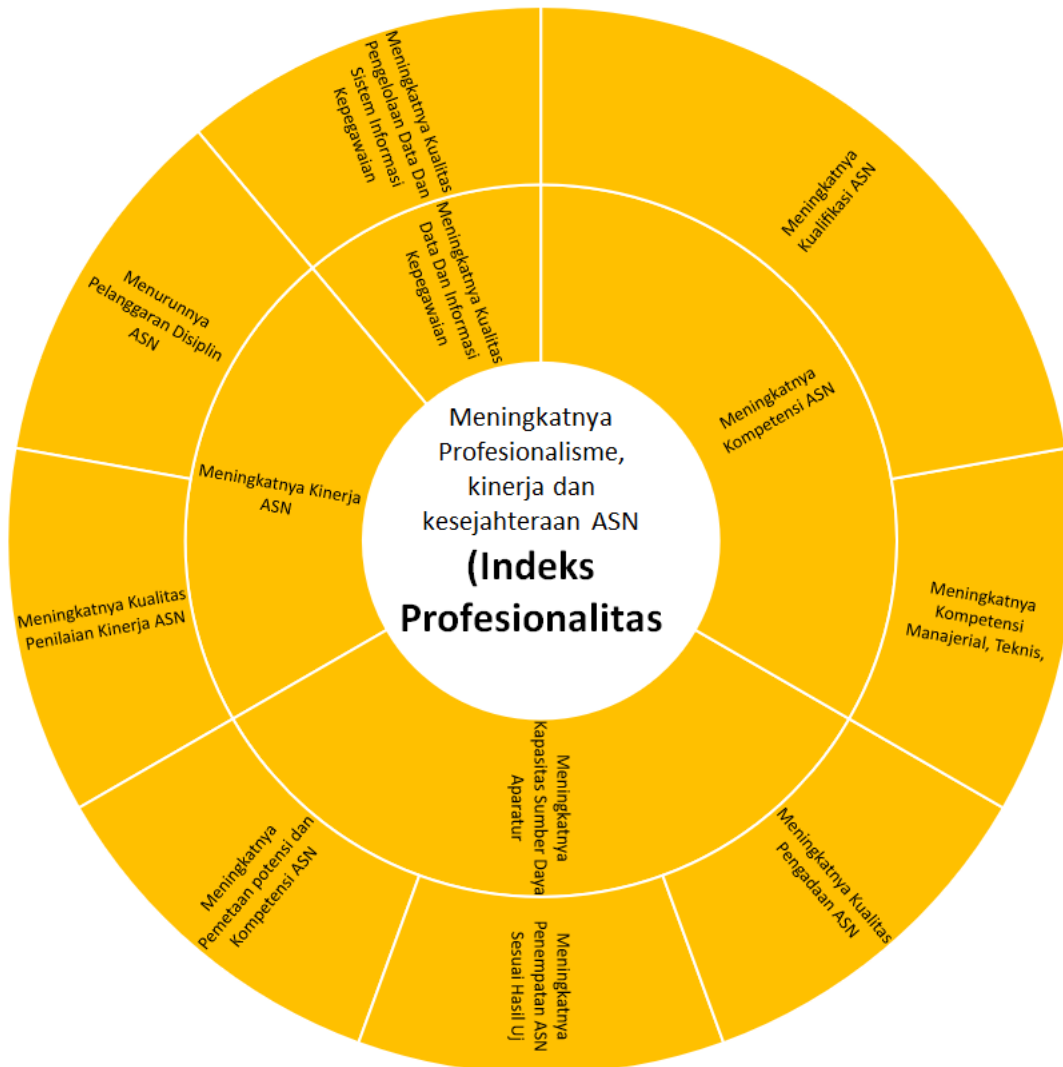 Meningkatnya
Profesionalisme,
kinerja dan
kesejahteraan ASN
(Indeks
Profesionalitas
Meningkatnya
Kompetensi ASN
Meningkatnya
Kualifikasi ASN
Meningkatnya
Kompetensi
Manajerial, Teknis,
Meningkatnya
Kapasitas Sumber Daya
Aparatur
Meningkatnya Kualitas
Pengadaan ASN
Meningkatnya
Penempatan ASN
Sesuai Hasil Uj
Meningkatnya
Pemetaan potensi dan
Kompetensi ASN
Meningkatnya Kinerja
ASN
Meningkatnya Kualitas
Penilaian Kinerja ASN
Menurunnya
Pelanggaran Disiplin
ASN
Meningkatnya Kualitas
Data Dan Informasi
Kepegawaian
Meningkatnya Kualitas
Pengelolaan Data Dan
Sistem Informasi
Kepegawaian